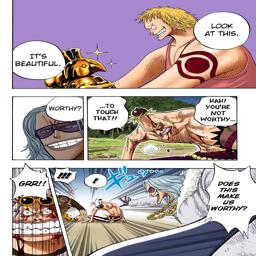 LOOK AT
THIS.
IT'S
BEAUTIFUL.
HAH!
YOU'RE
NOT
WORTHY...
...TO
TOUCH
THAT!!
WORTHY?
DOES
THIS
MAKE
US
WORTHY?
!
!!!
GRR!!